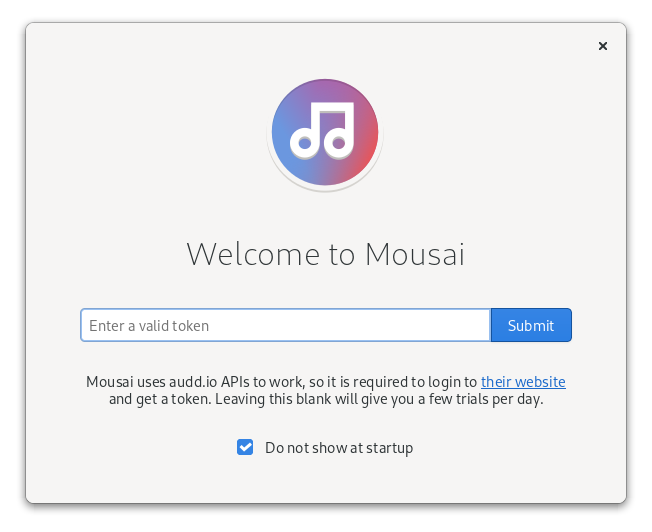 Welcome to Mousai
Enter a valid token
Submit
Mousai uses audd.io APIs to work, so it is required to login to their website
and get a token. Leaving this blank will give you a few trials per day.
Do not show at startup